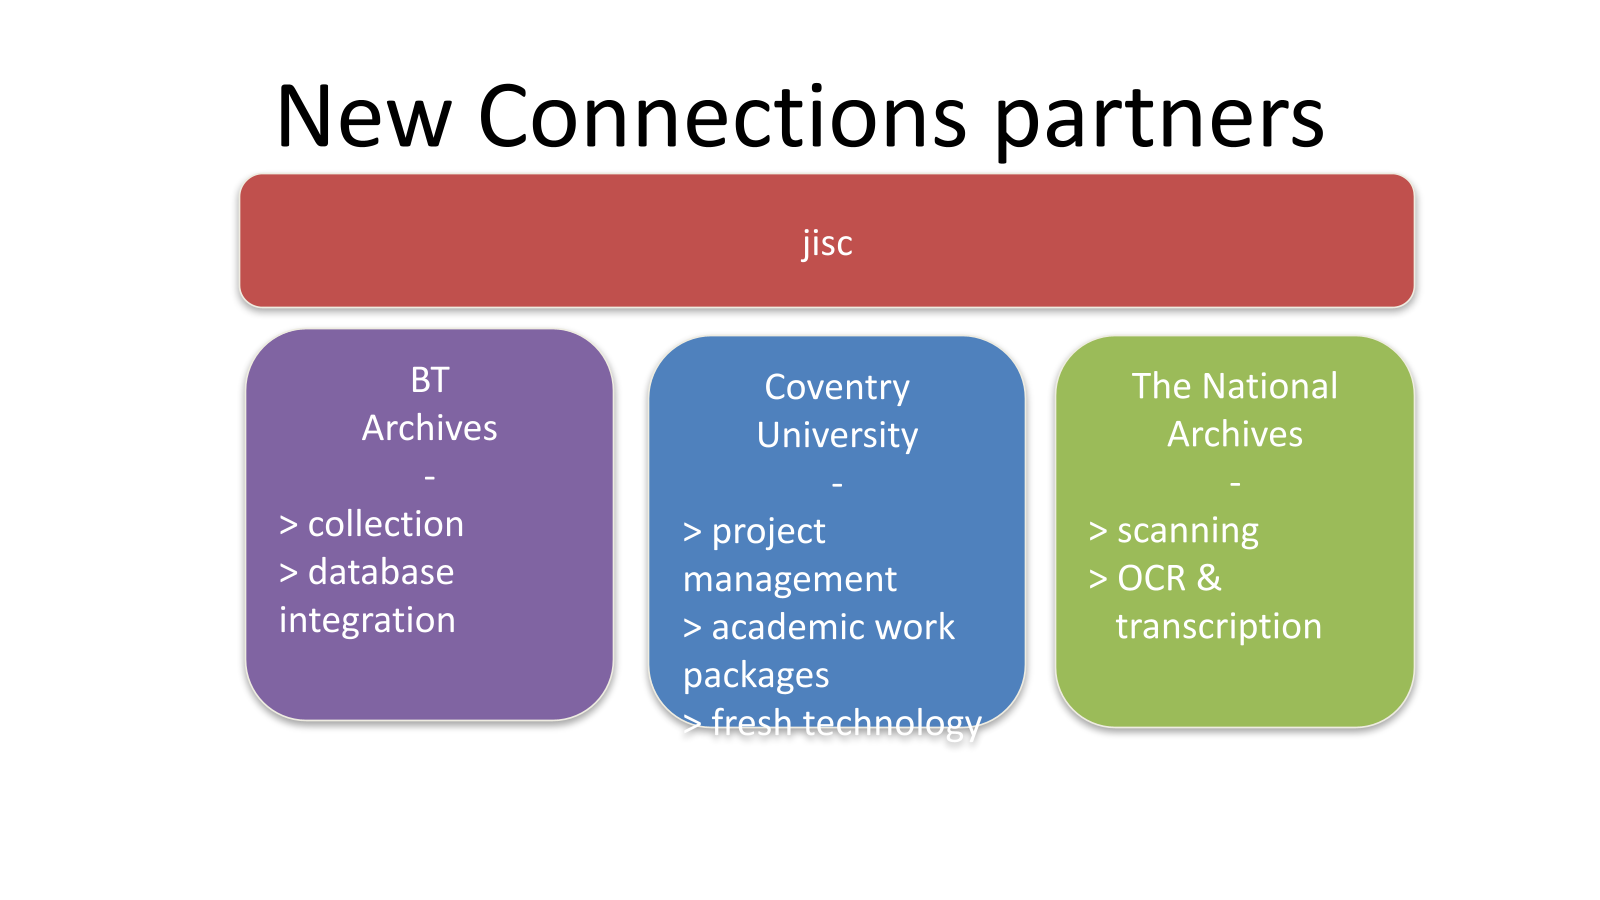 New Connections partners
jisc
BT
Archives
-
> collection
> database
integration
Coventry
University
-
> project
management
> academic work
packages
> fresh technology
The National
Archives
-
> scanning
> OCR &
transcription